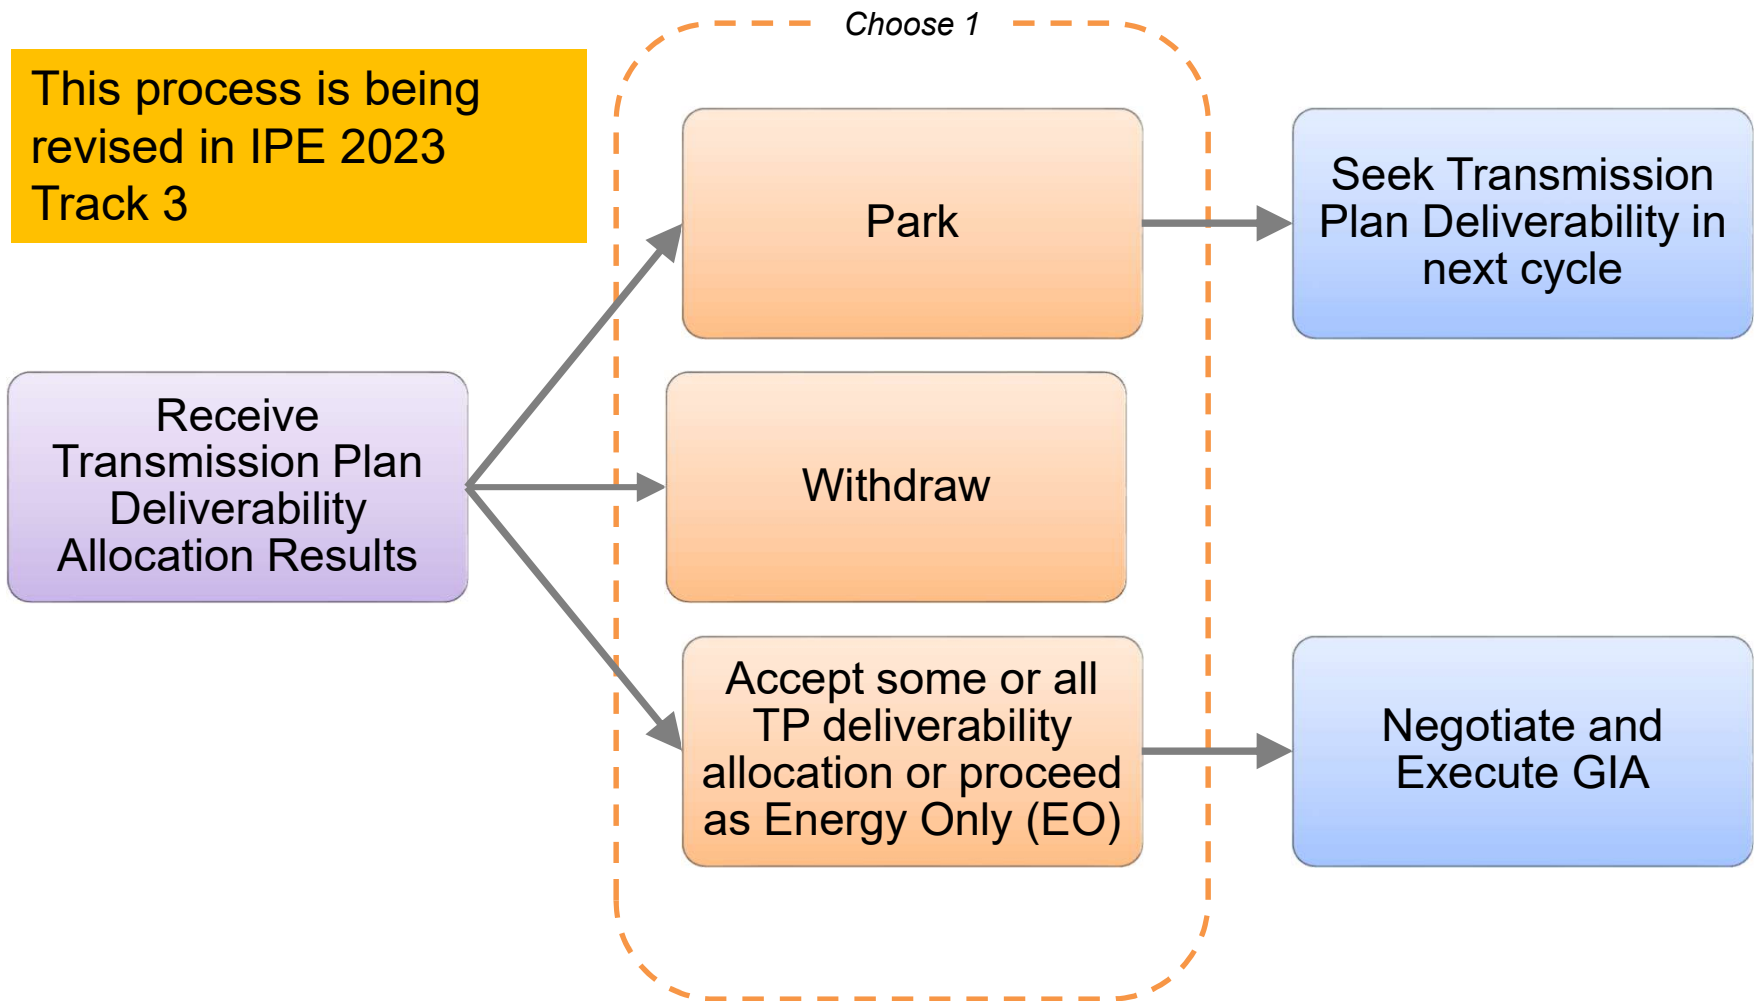 Choose 1
This process is being
revised in IPE 2023
Track 3
Park
Seek Transmission
Plan Deliverability in
next cycle
Receive
Transmission Plan
Deliverability
Allocation Results
Withdraw
Accept some or all
TP deliverability
allocation or proceed
as Energy Only (EO)
Negotiate and
Execute GIA